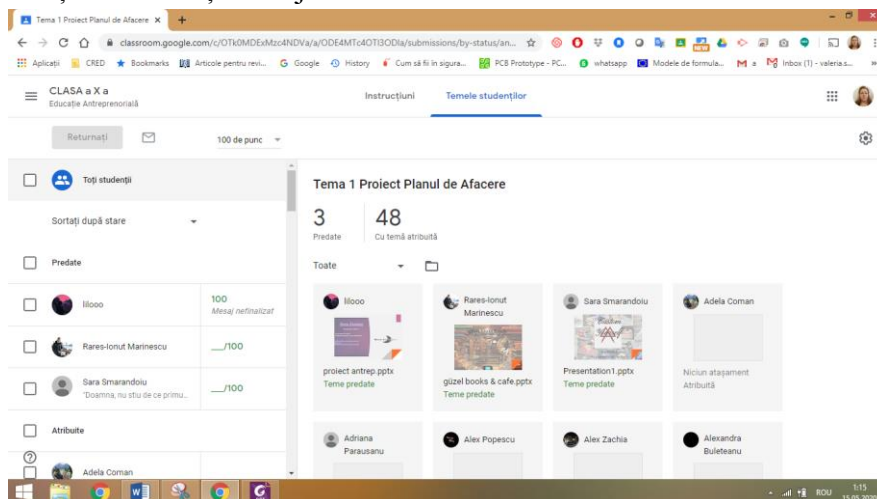 Tema 1 Proiect Planul de Afacere
classroom.google.com/c/OTk0MDExMzc4NDVa/a/ODE4MTc4OTI3ODla/submissions/by-status/an...
Aplicații CRED Bookmarks Articole pentru revi... Google History Cum să fii in sigura... PCB Prototype - PC... whatsapp Modele de formula... a Inbox (1) - valeria.s...
CLASA a X a
Educație Antreprenorială
Instrucțiuni Temele studenților
Returnați 100 de punc
Toți studenții
Sortați după stare
Predate
lilooo 100
Mesaj nefinalizat
Rares-Ionut Marinescu __/100
Sara Smarandoiu __/100
"Doamna, nu stiu de ce primu...
Atribuite
Adela Coman
Tema 1 Proiect Planul de Afacere
3 48
Predate Cu temă atribuită
Toate
lilooo
proiect antrep.pptx
Teme predate
Rares-Ionut
Marinescu
güzel books & cafe.pptx
Teme predate
Sara Smarandoiu
Presentation1.pptx
Teme predate
Adela Coman
Niciun atașament
Atribuită
Adriana
Parausanu
Alex Popescu
Alex Zachia
Alexandra
Buleteanu
ROU
1:15
15.05.2020